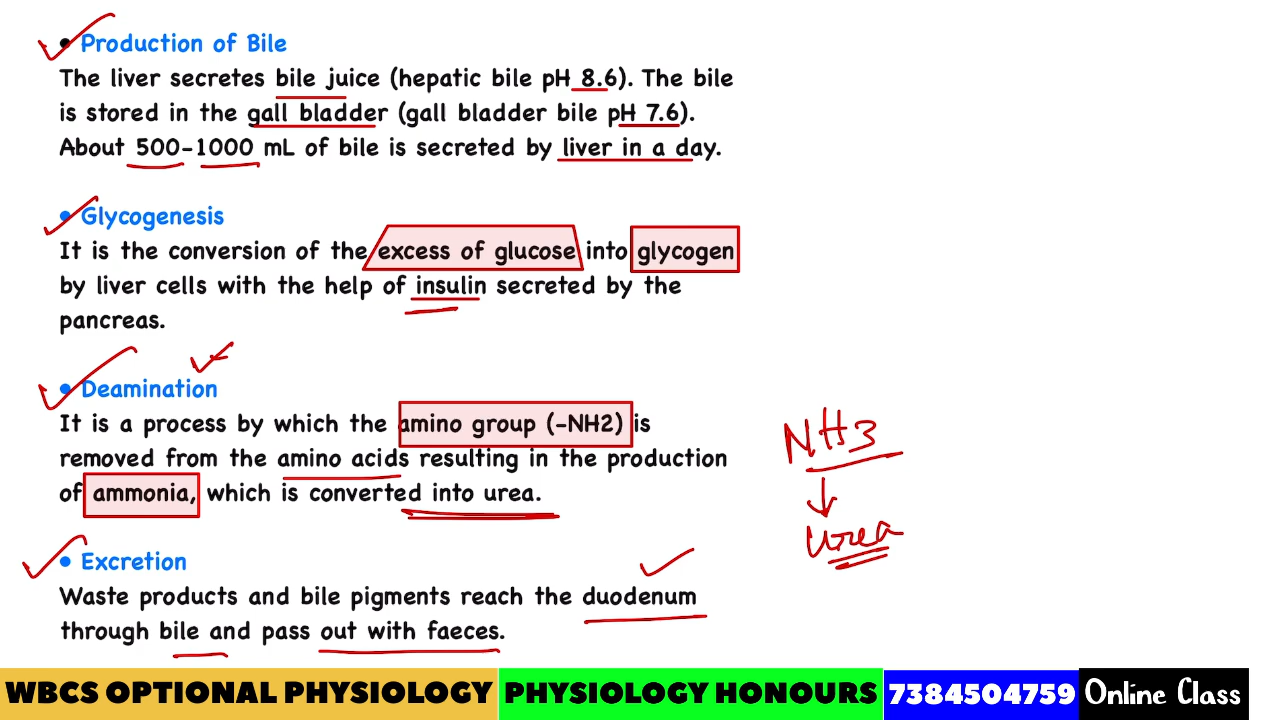 • Production of Bile
The liver secretes bile juice (hepatic bile pH 8.6). The bile
is stored in the gall bladder (gall bladder bile pH 7.6).
About 500-1000 mL of bile is secreted by liver in a day.
• Glycogenesis
It is the conversion of the excess of glucose into glycogen
by liver cells with the help of insulin secreted by the
pancreas.
• Deamination
It is a process by which the amino group (-NH2) is
removed from the amino acids resulting in the production
of ammonia, which is converted into urea.
NH3
↓
Urea
• Excretion
Waste products and bile pigments reach the duodenum
through bile and pass out with faeces.
WBCS OPTIONAL PHYSIOLOGY PHYSIOLOGY HONOURS 7384504759 Online Class